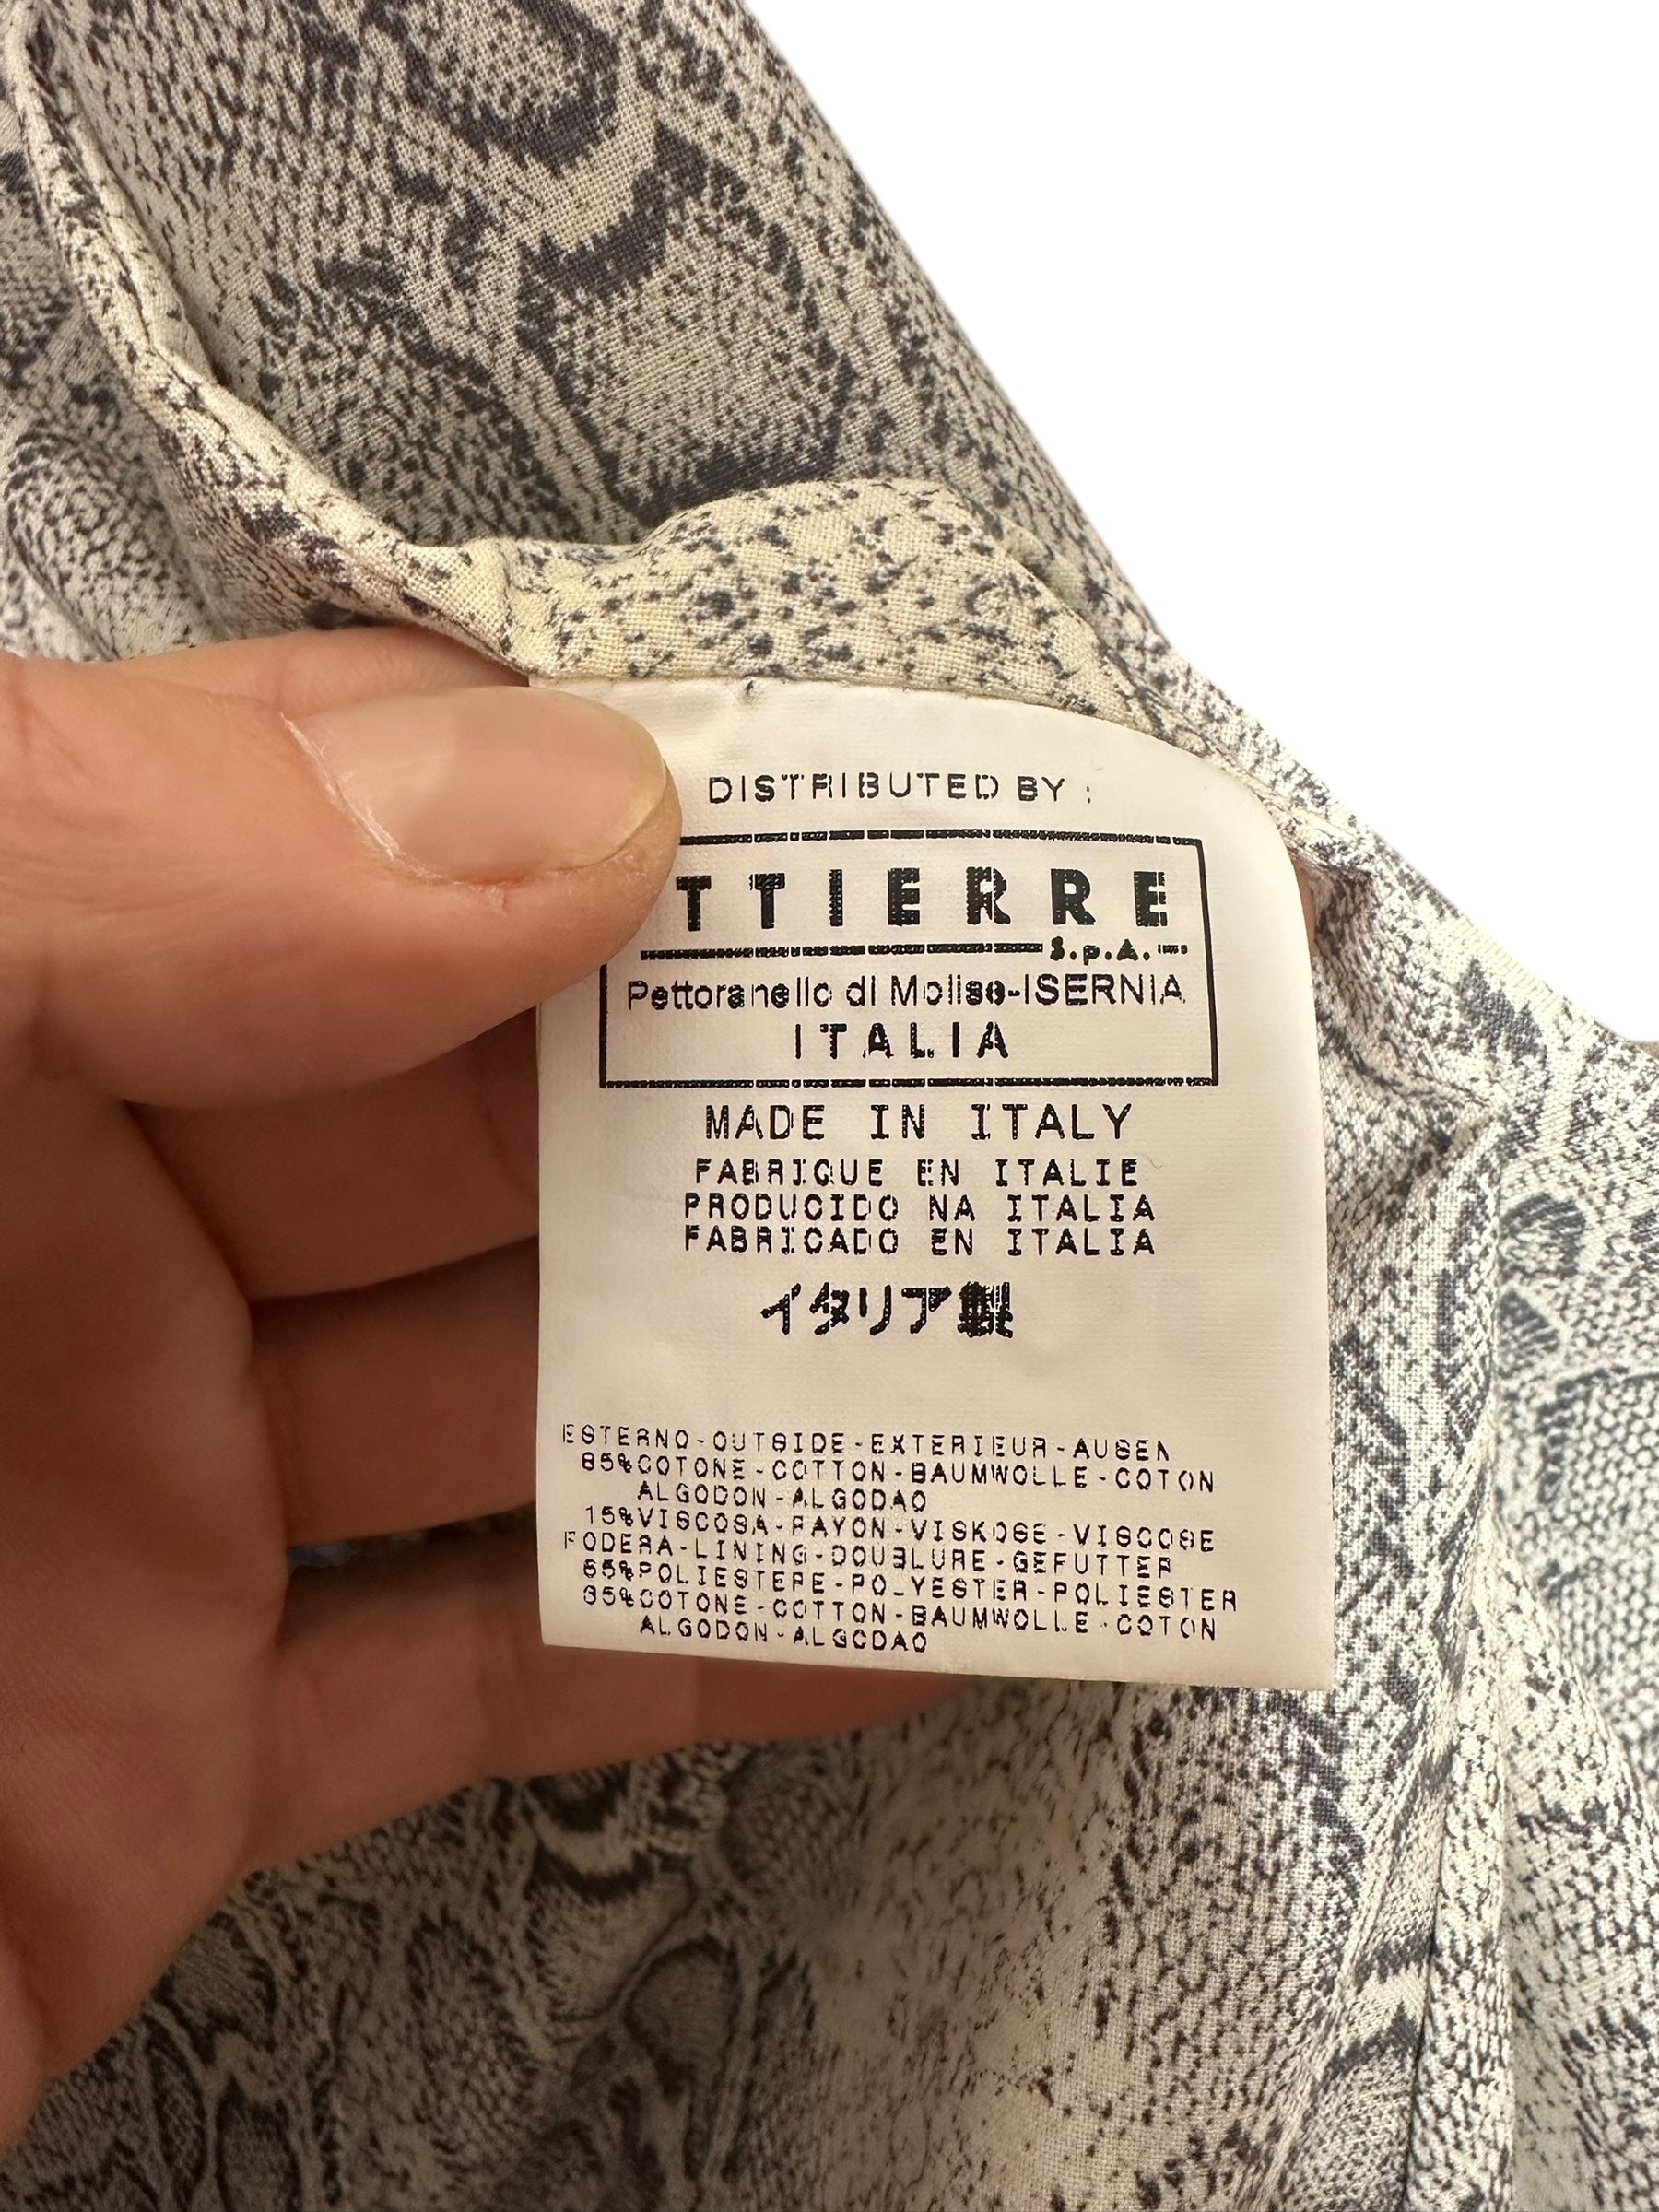 DISTRIBUTED BY :
TTIERRE
S.p.A.
Pettoranello di Molise-ISERNIA
ITALIA
MADE IN ITALY
FABRIQUE EN ITALIE
PRODUCIDO NA ITALIA
FABRICADO EN ITALIA
イタリア製
ESTERNO-OUTSIDE-EXTERIEUR-AUSEN
85%COTONE-COTTON-BAUMWOLLE-COTON
ALGODON-ALGODAO
15%VISCOSA-RAYON-VISKOSE-VISCOSE
FODERA-LINING-DOUBLURE-GEFUTTER
65%POLIESTERE-POLYESTER-POLIESTER
35%COTONE-COTTON-BAUMWOLLE-COTON
ALGODON-ALGODAO